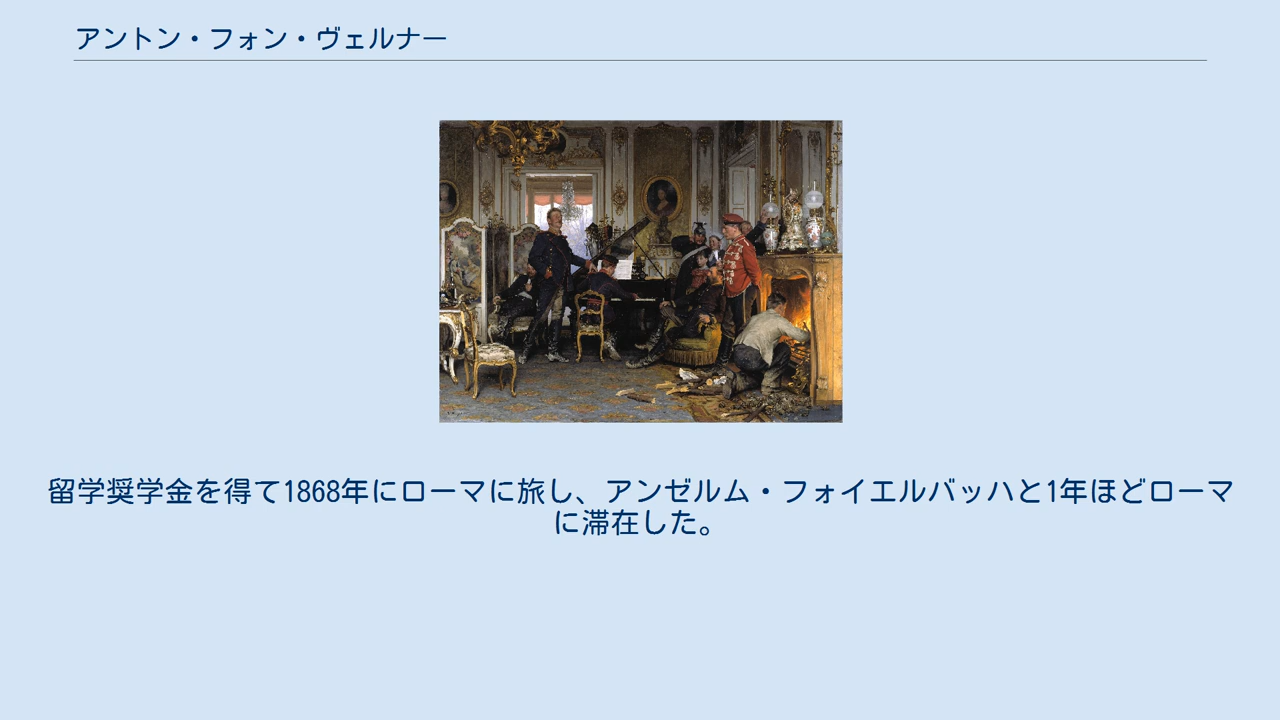 アントン・フォン・ヴェルナー
留学奨学金を得て1868年にローマに旅し、アンゼルム・フォイエルバッハと1年ほどローマ
に滞在した。